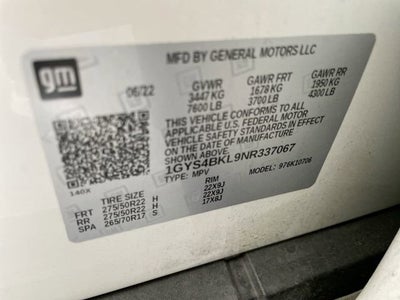 gm
MFD BY GENERAL MOTORS LLC
06/22 GVWR GAWR FRT GAWR RR
3447 KG 1678 KG 1950 KG
7600 LB 3700 LB 4300 LB
THIS VEHICLE CONFORMS TO ALL
APPLICABLE U.S. FEDERAL MOTOR
VEHICLE SAFETY STANDARDS IN EFFECT ON
THE DATE OF MANUFACTURE SHOWN ABOVE.
1GYS4BKL9NR337067
TYPE: MPV MODEL: 976K10706
140X
TIRE SIZE RIM
FRT 275/50R22 H 22X9J
RR 275/50R22 H 22X9J
SPA 265/70R17 S 17X8J